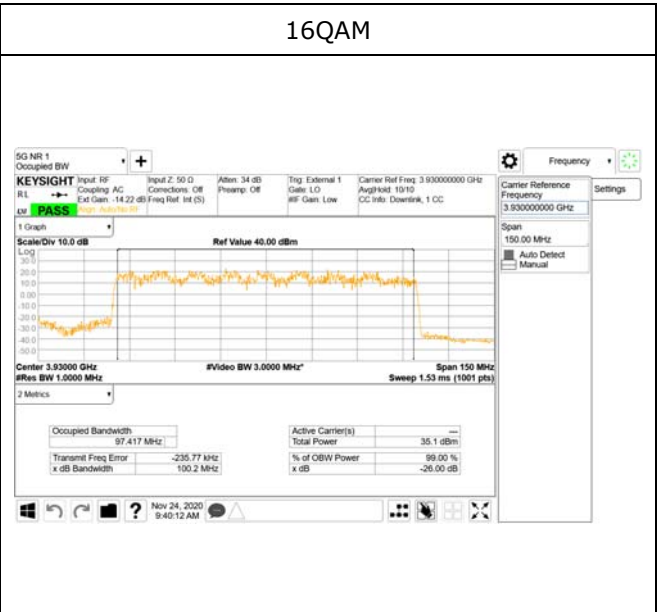 16QAM
5G NR 1
Occupied BW
+
Frequency
KEYSIGHT
R L
LW
PASS
Input: RF
Coupling: AC
Ext Gain: -14.22 dB
Align: Auto/No RF
Input Z: 50 Ω
Corrections: Off
Freq Ref: Int (S)
Atten: 34 dB
Preamp: Off
Trig: External 1
Gate: LO
#IF Gain: Low
Carrier Ref Freq: 3.930000000 GHz
Avg|Hold: 10/10
CC Info: Downlink, 1 CC
Carrier Reference
Frequency
3.930000000 GHz
Settings
Span
150.00 MHz
Auto Detect
Manual
1 Graph
Scale/Div 10.0 dB
Ref Value 40.00 dBm
Log
30.0
20.0
10.0
0.00
-10.0
-20.0
-30.0
-40.0
-50.0
Center 3.93000 GHz
#Video BW 3.0000 MHz*
Span 150 MHz
#Res BW 1.0000 MHz
Sweep 1.53 ms (1001 pts)
2 Metrics
Occupied Bandwidth
97.417 MHz
Transmit Freq Error -235.77 kHz
x dB Bandwidth 100.2 MHz
Active Carrier(s) ---
Total Power 35.1 dBm
% of OBW Power 99.00 %
x dB -26.00 dB
?
Nov 24, 2020
9:40:12 AM